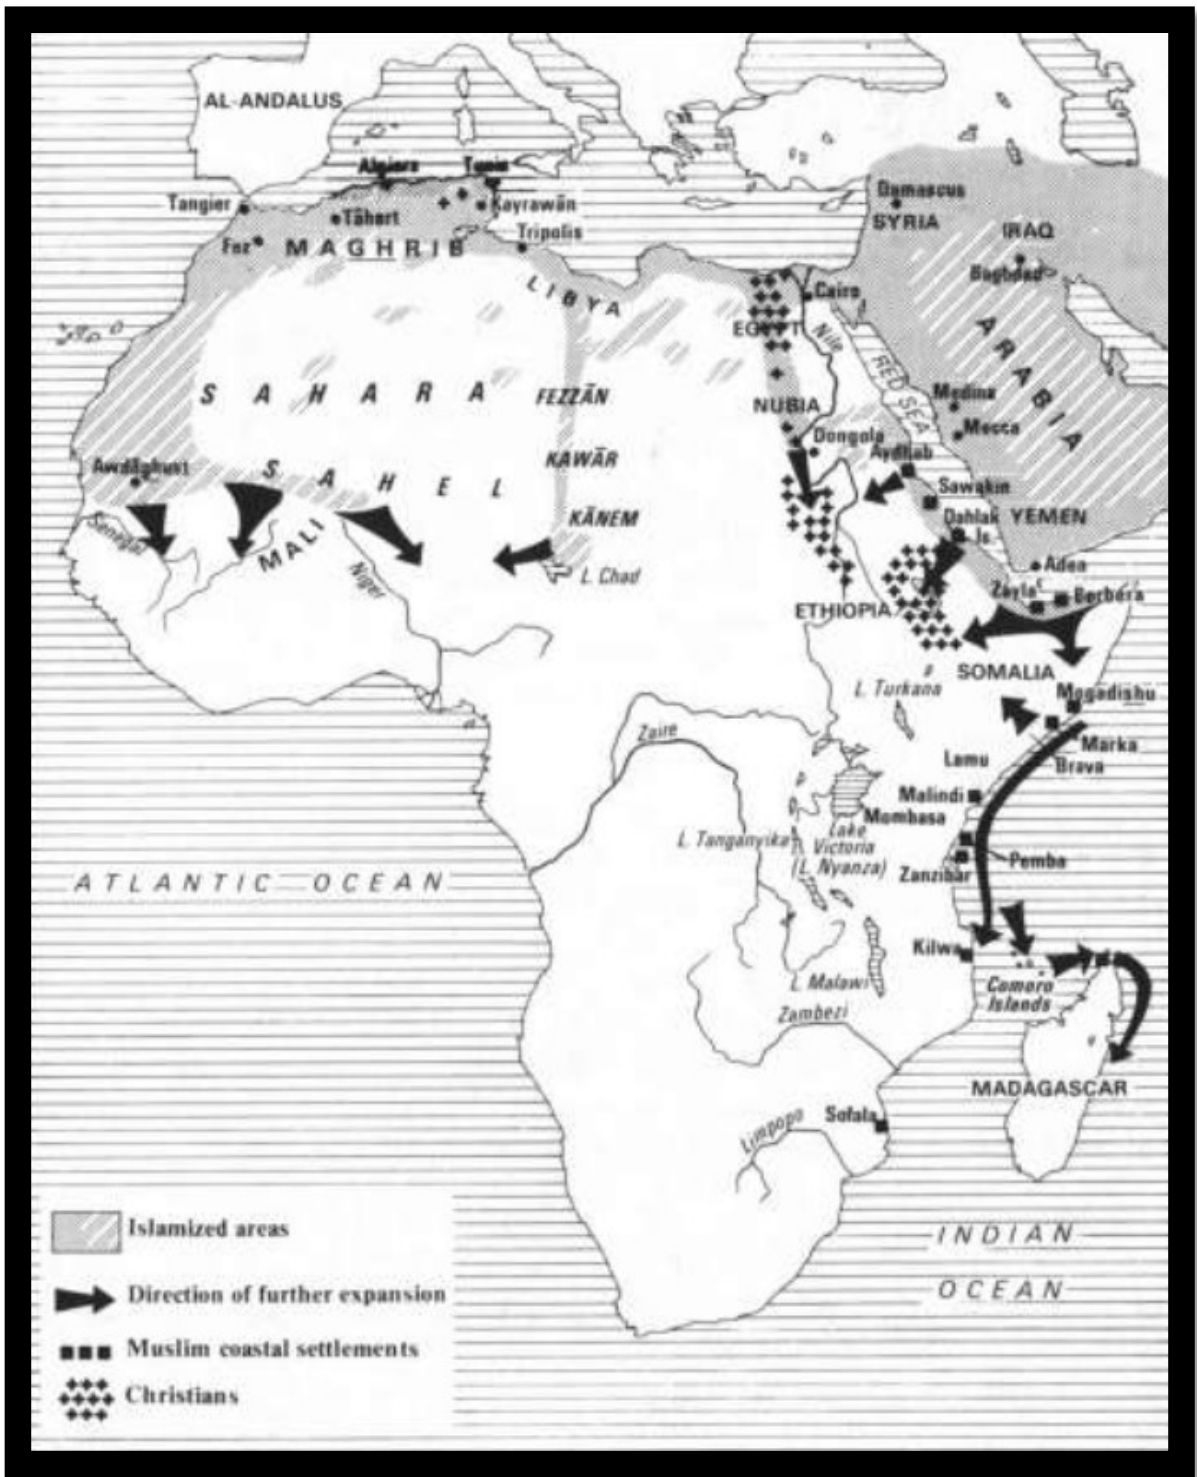 AL-ANDALUS
Algiers
Tunis
Tangier
Tāhert
Kayrawān
Fez
MAGHRIB
Tripolis
Damascus
SYRIA
IRAQ
Baghdad
LIBYA
Cairo
EGYPT
Nile
RED SEA
ARABIA
SAHARA
FEZZĀN
NUBIA
Medina
Mecca
Dongola
Aydhab
KAWĀR
Awdāghust
SAHEL
Sawakin
KĀNEM
Dahlak Is.
YEMEN
Senegal
MALI
Niger
L. Chad
Aden
Zaylaᶜ
Berbera
ETHIOPIA
SOMALIA
L. Turkana
Mogadishu
Marka
Brava
Zaire
Lamu
Malindi
Mombasa
L. Tanganyika
Lake
Victoria
(L. Nyanza)
Pemba
Zanzibar
ATLANTIC OCEAN
Kilwa
L. Malawi
Comoro
Islands
Zambezi
MADAGASCAR
Sofala
Limpopo
INDIAN
OCEAN
Islamized areas
Direction of further expansion
Muslim coastal settlements
Christians